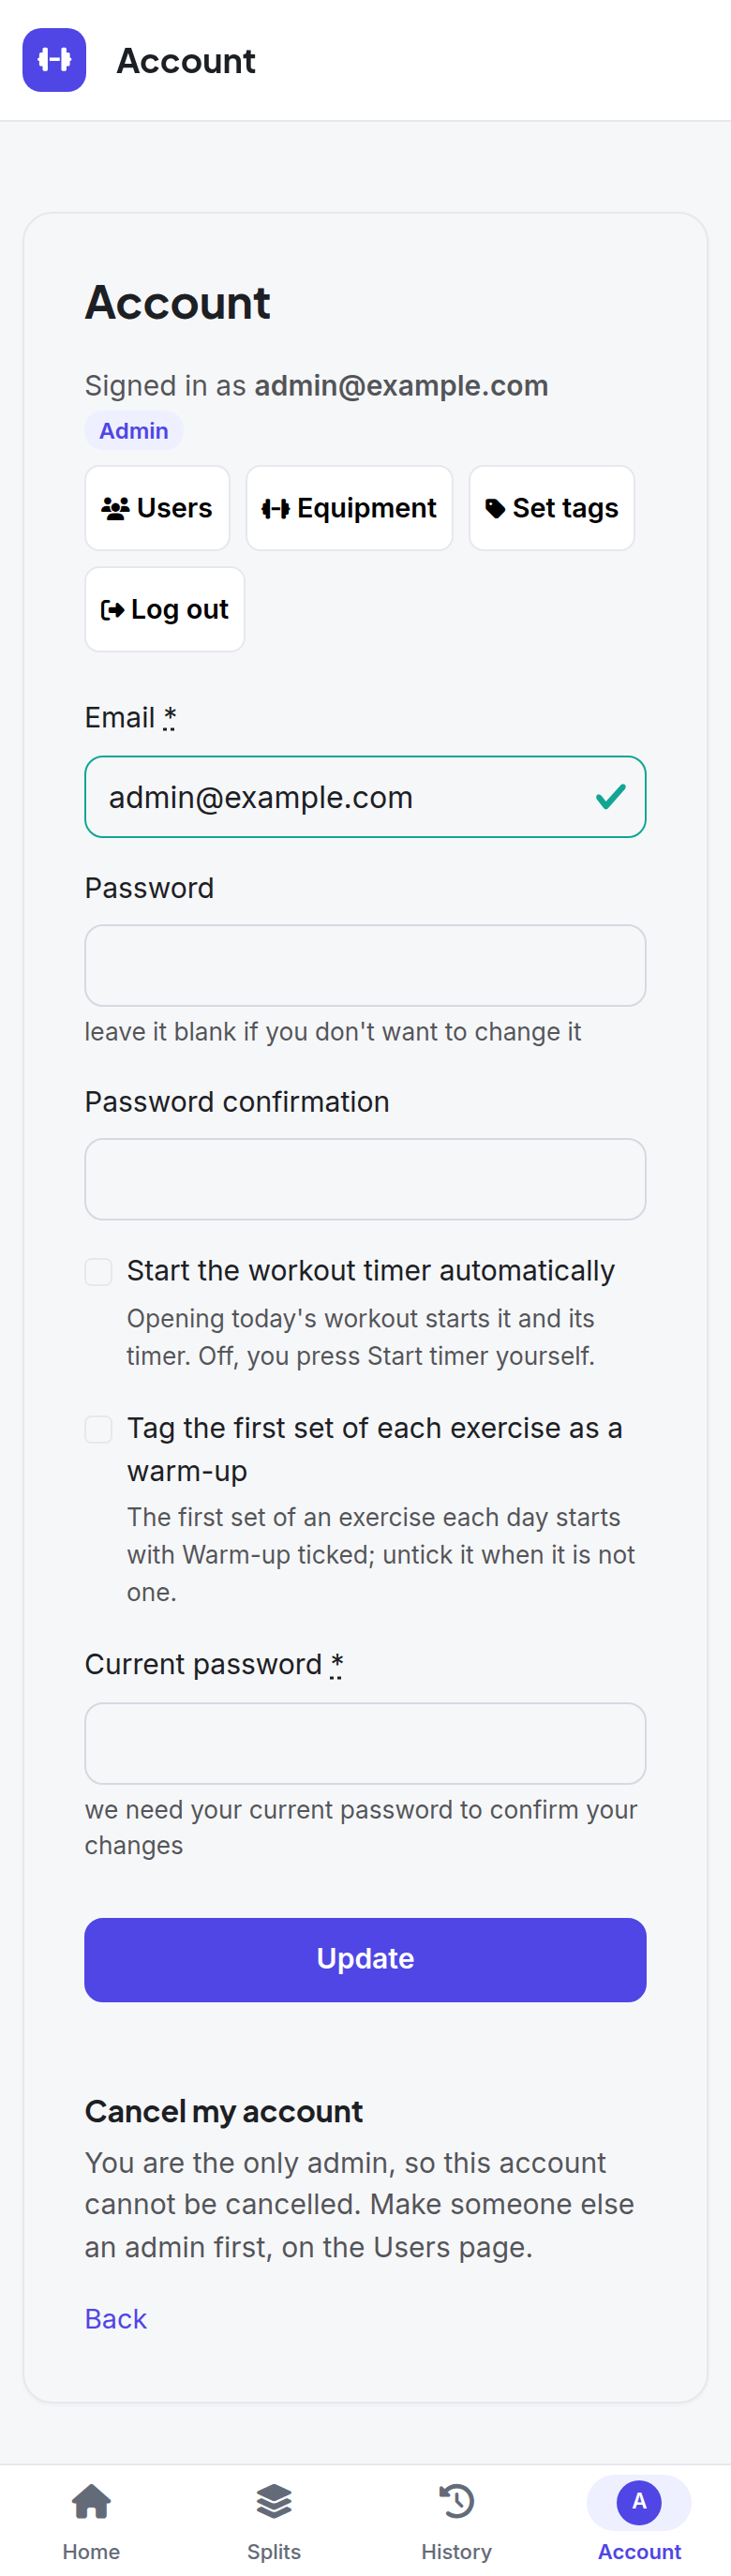 Account
Account
Signed in as admin@example.com
Admin
Users
Equipment
Set tags
Log out
Email *
admin@example.com
Password
leave it blank if you don't want to change it
Password confirmation
Start the workout timer automatically
Opening today's workout starts it and its
timer. Off, you press Start timer yourself.
Tag the first set of each exercise as a
warm-up
The first set of an exercise each day starts
with Warm-up ticked; untick it when it is not
one.
Current password *
we need your current password to confirm your
changes
Update
Cancel my account
You are the only admin, so this account
cannot be cancelled. Make someone else
an admin first, on the Users page.
Back
A
Home
Splits
History
Account